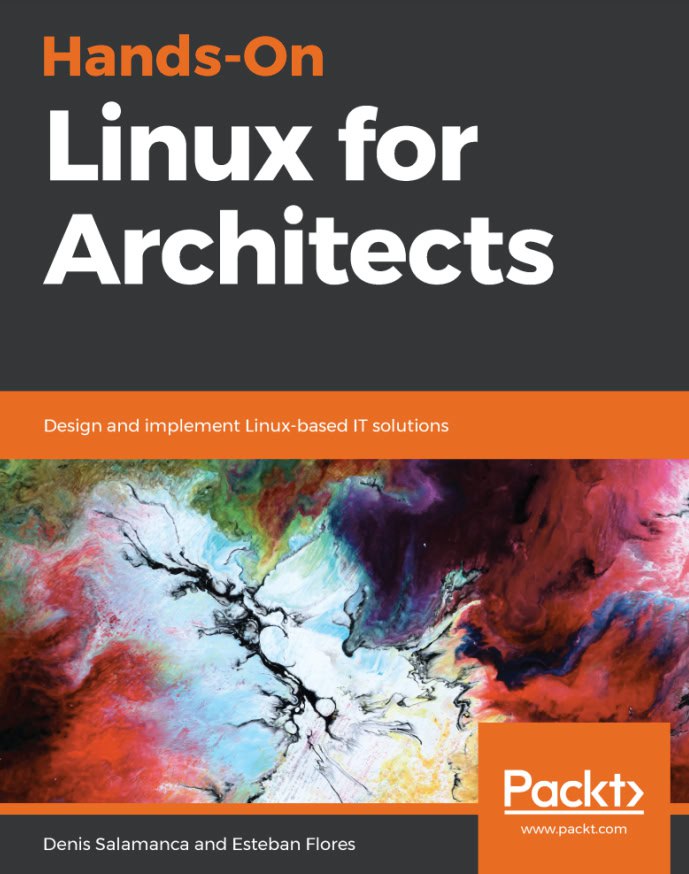 Hands-On
Linux for
Architects
Design and implement Linux-based IT solutions
Packt>
www.packt.com
Denis Salamanca and Esteban Flores